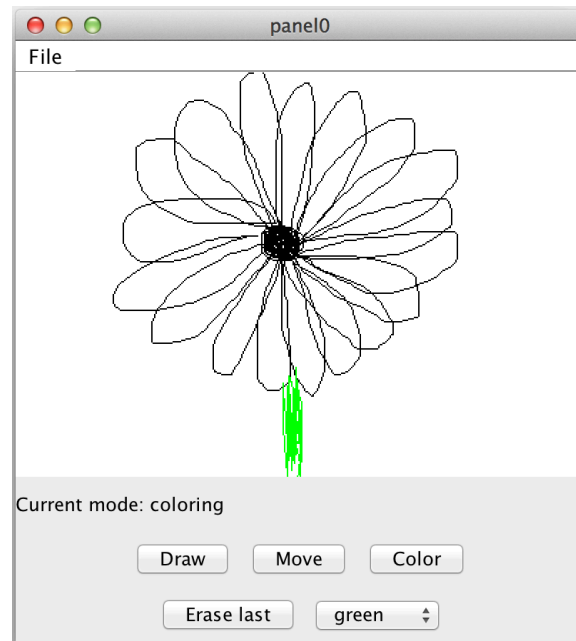 panel0
File
Current mode: coloring
Draw Move Color
Erase last green